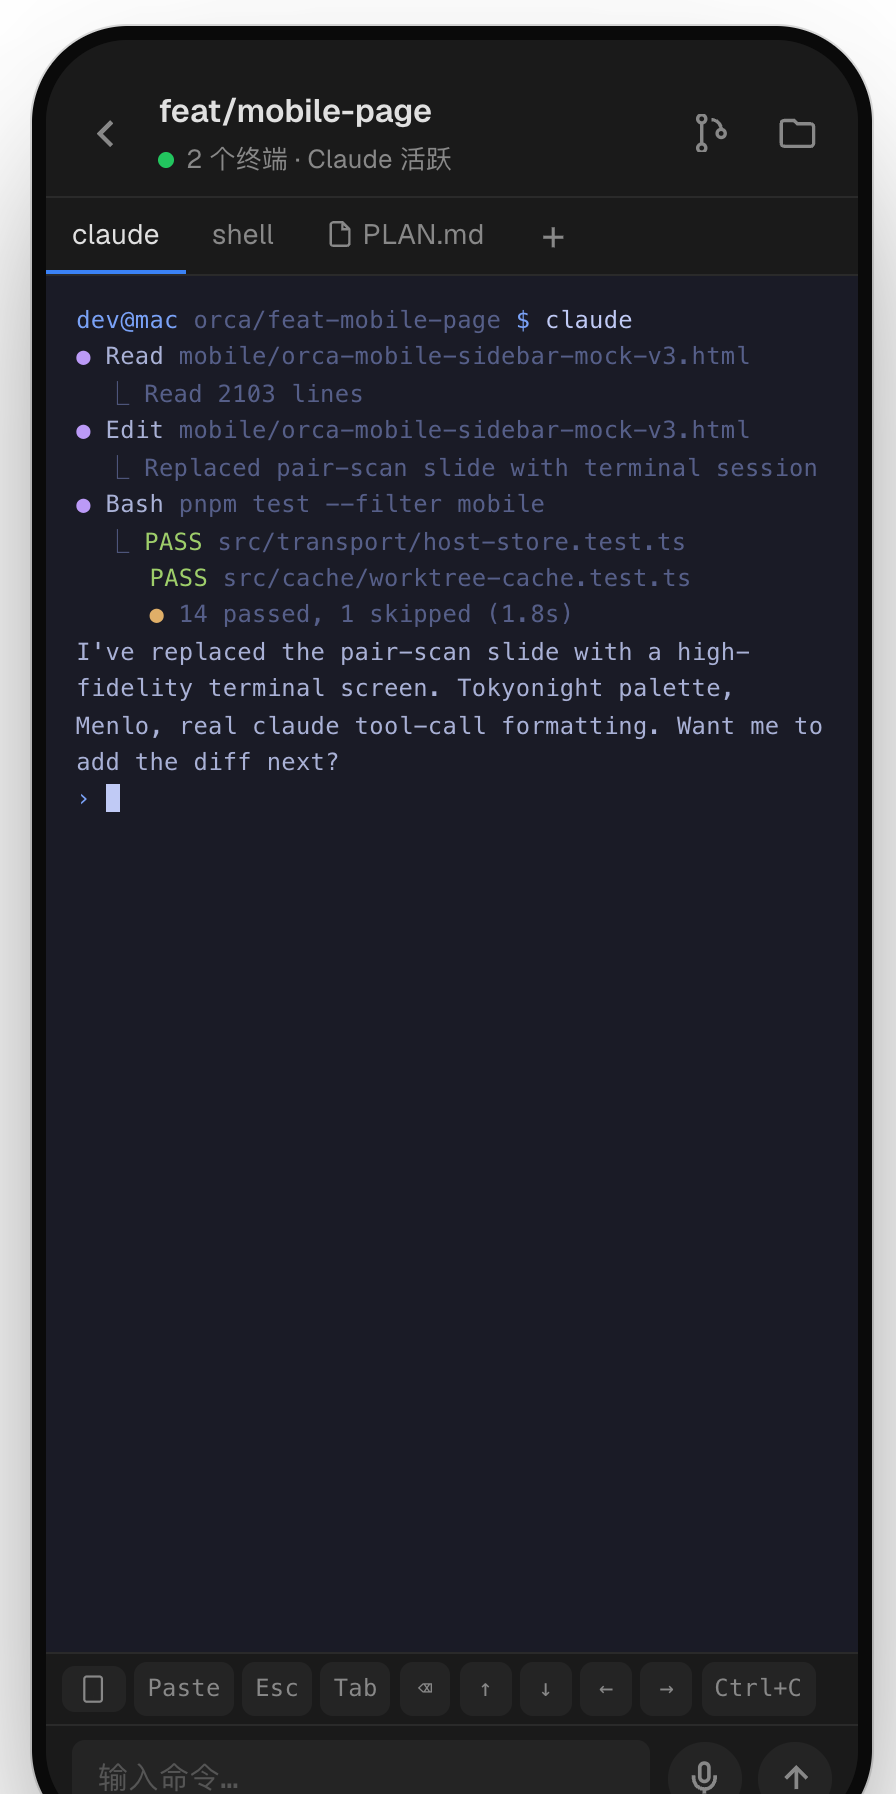 feat/mobile-page
2 个终端 · Claude 活跃
claude shell PLAN.md +
dev@mac orca/feat-mobile-page $ claude
● Read mobile/orca-mobile-sidebar-mock-v3.html
⎿ Read 2103 lines
● Edit mobile/orca-mobile-sidebar-mock-v3.html
⎿ Replaced pair-scan slide with terminal session
● Bash pnpm test --filter mobile
⎿ PASS src/transport/host-store.test.ts
PASS src/cache/worktree-cache.test.ts
● 14 passed, 1 skipped (1.8s)
I've replaced the pair-scan slide with a high-
fidelity terminal screen. Tokyonight palette,
Menlo, real claude tool-call formatting. Want me to
add the diff next?
›
Paste Esc Tab ⌫ ↑ ↓ ← → Ctrl+C
输入命令…